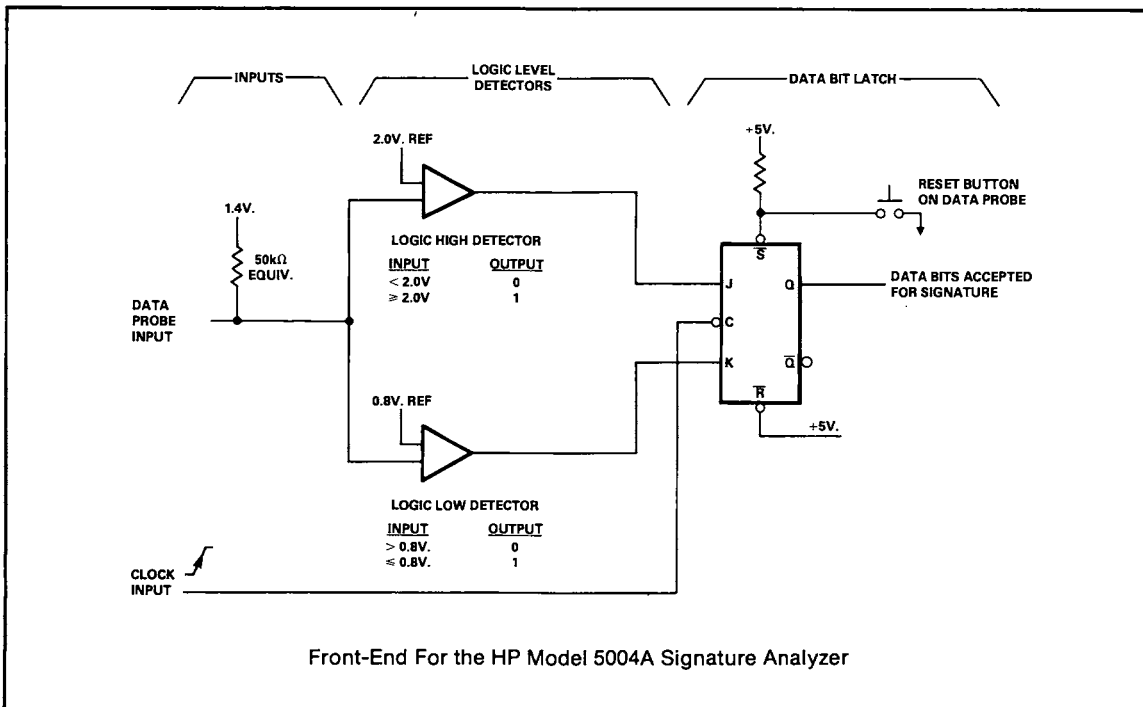 INPUTS
LOGIC LEVEL
DETECTORS
DATA BIT LATCH
+5V.
2.0V. REF
RESET BUTTON
ON DATA PROBE
1.4V.
50kΩ
EQUIV.
LOGIC HIGH DETECTOR
INPUT OUTPUT
< 2.0V 0
≥ 2.0V 1
S̅
J Q
DATA BITS ACCEPTED
FOR SIGNATURE
DATA
PROBE
INPUT
C
K Q̅
R̅
+5V.
0.8V. REF
LOGIC LOW DETECTOR
INPUT OUTPUT
> 0.8V. 0
≤ 0.8V. 1
CLOCK
INPUT
Front-End For the HP Model 5004A Signature Analyzer